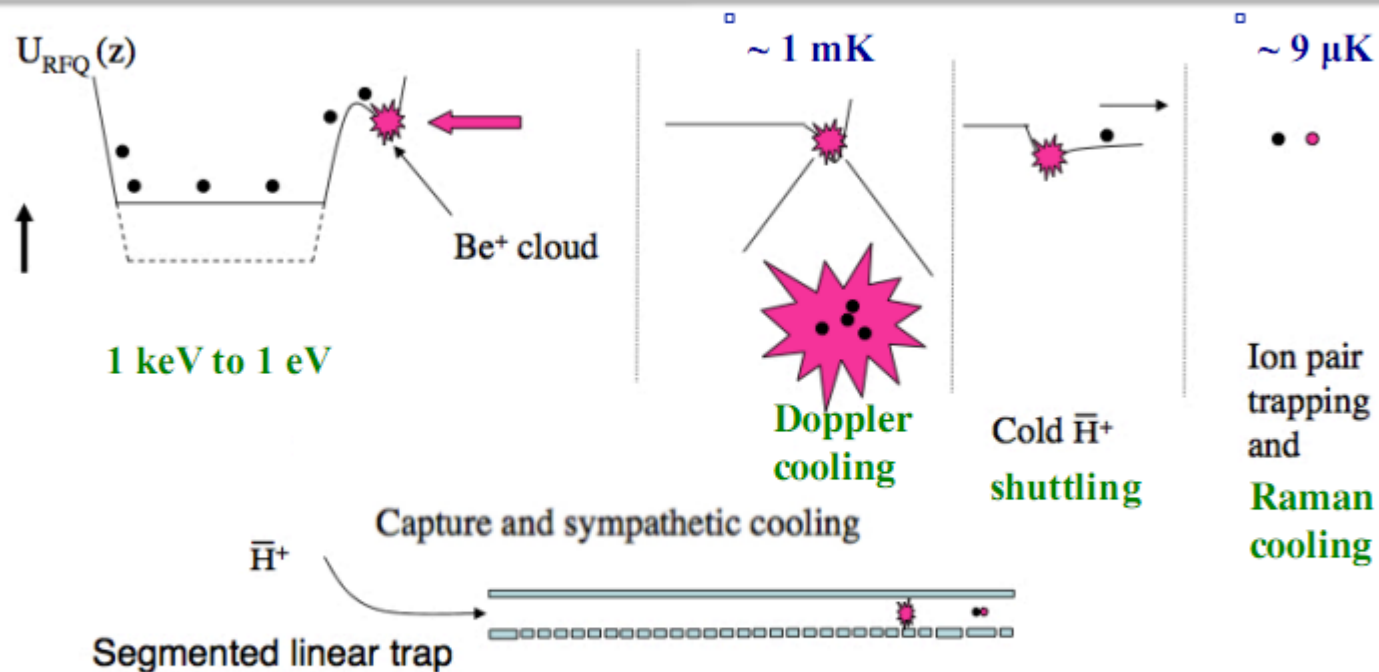 U_RFQ (z)
~ 1 mK
~ 9 µK
Be⁺ cloud
1 keV to 1 eV
Doppler
cooling
Cold H̅⁺
shuttling
Ion pair
trapping
and
Raman
cooling
Capture and sympathetic cooling
H̅⁺
Segmented linear trap